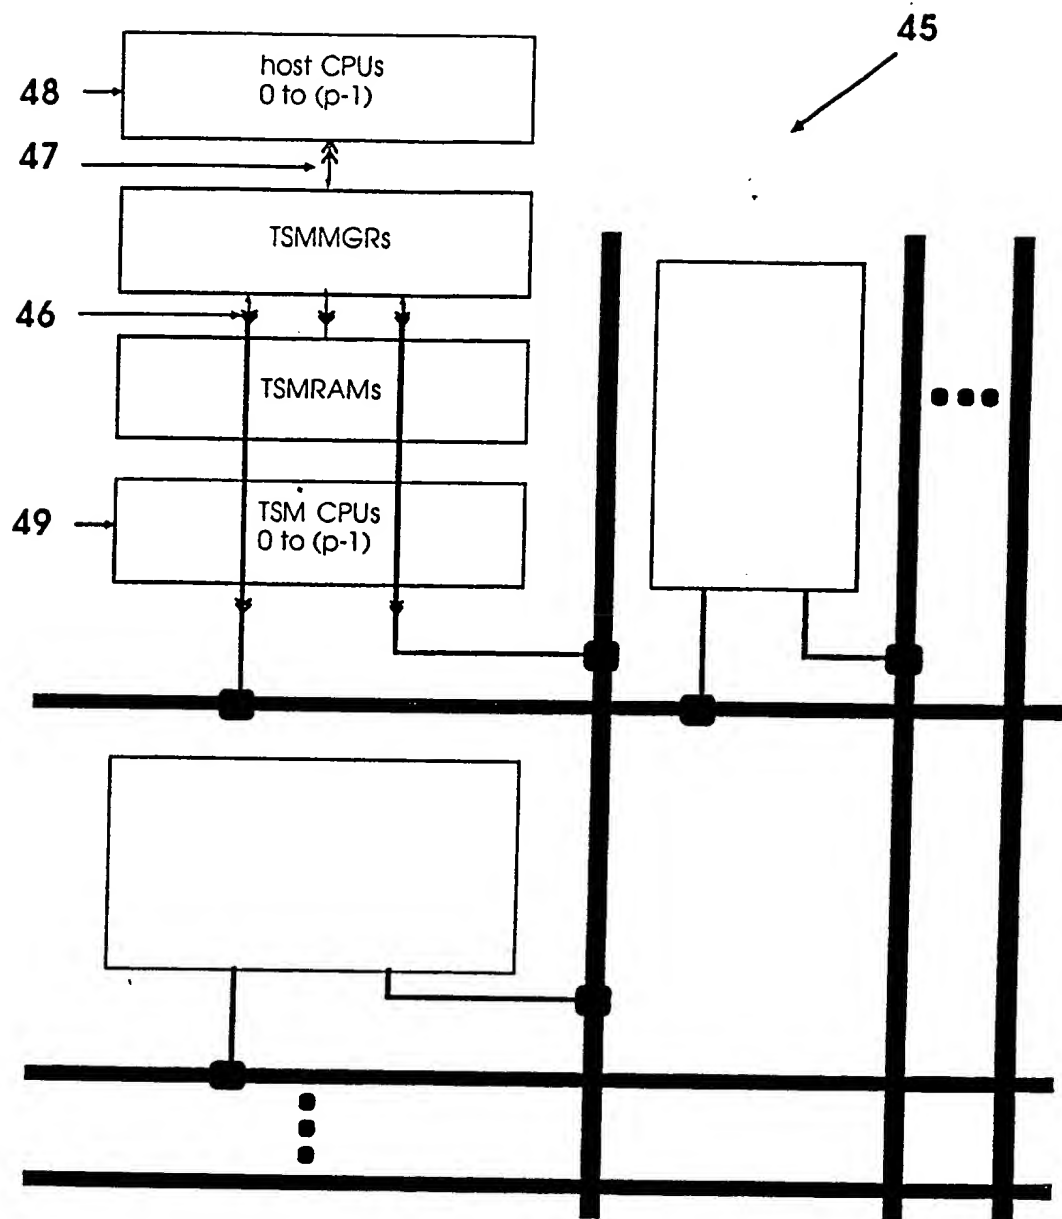 45
48
host CPUs
0 to (p-1)
47
TSMMGRs
46
TSMRAMs
49
TSM CPUs
0 to (p-1)